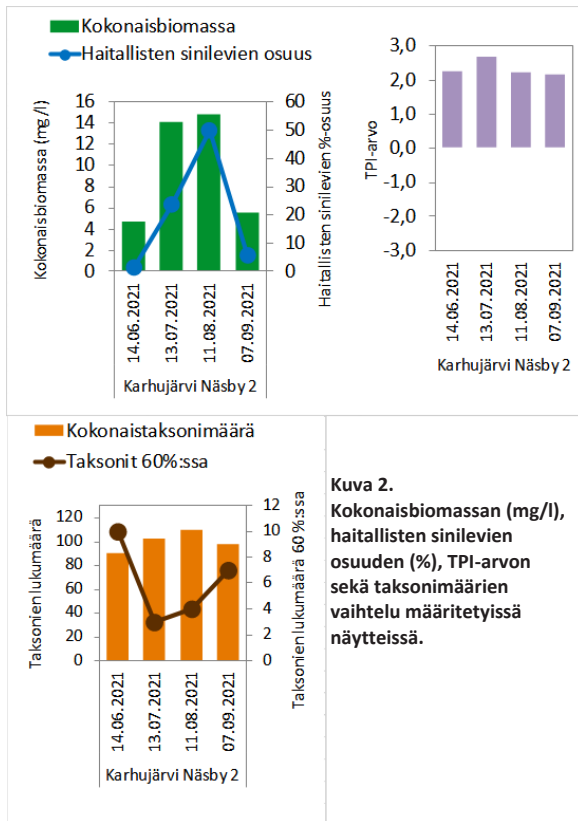 Kokonaisbiomassa
Haitallisten sinilevien osuus
Kokonaisbiomassa (mg/l)
16
14
12
10
8
6
4
2
0
60
50
40
30
20
10
0
Haitallisten sinilevien %-osuus
14.06.2021
13.07.2021
11.08.2021
07.09.2021
Karhujärvi Näsby 2
TPI-arvo
3,0
2,0
1,0
0,0
-1,0
-2,0
-3,0
14.06.2021
13.07.2021
11.08.2021
07.09.2021
Karhujärvi Näsby 2
Kokonaistaksonimäärä
Taksonit 60%:ssa
Taksonien lukumäärä
120
100
80
60
40
20
0
12
10
8
6
4
2
0
Taksonien lukumäärä 60 %:ssa
14.06.2021
13.07.2021
11.08.2021
07.09.2021
Karhujärvi Näsby 2
Kuva 2.
Kokonaisbiomassan (mg/l),
haitallisten sinilevien
osuuden (%), TPI-arvon
sekä taksonimäärien
vaihtelu määritetyissä
näytteissä.